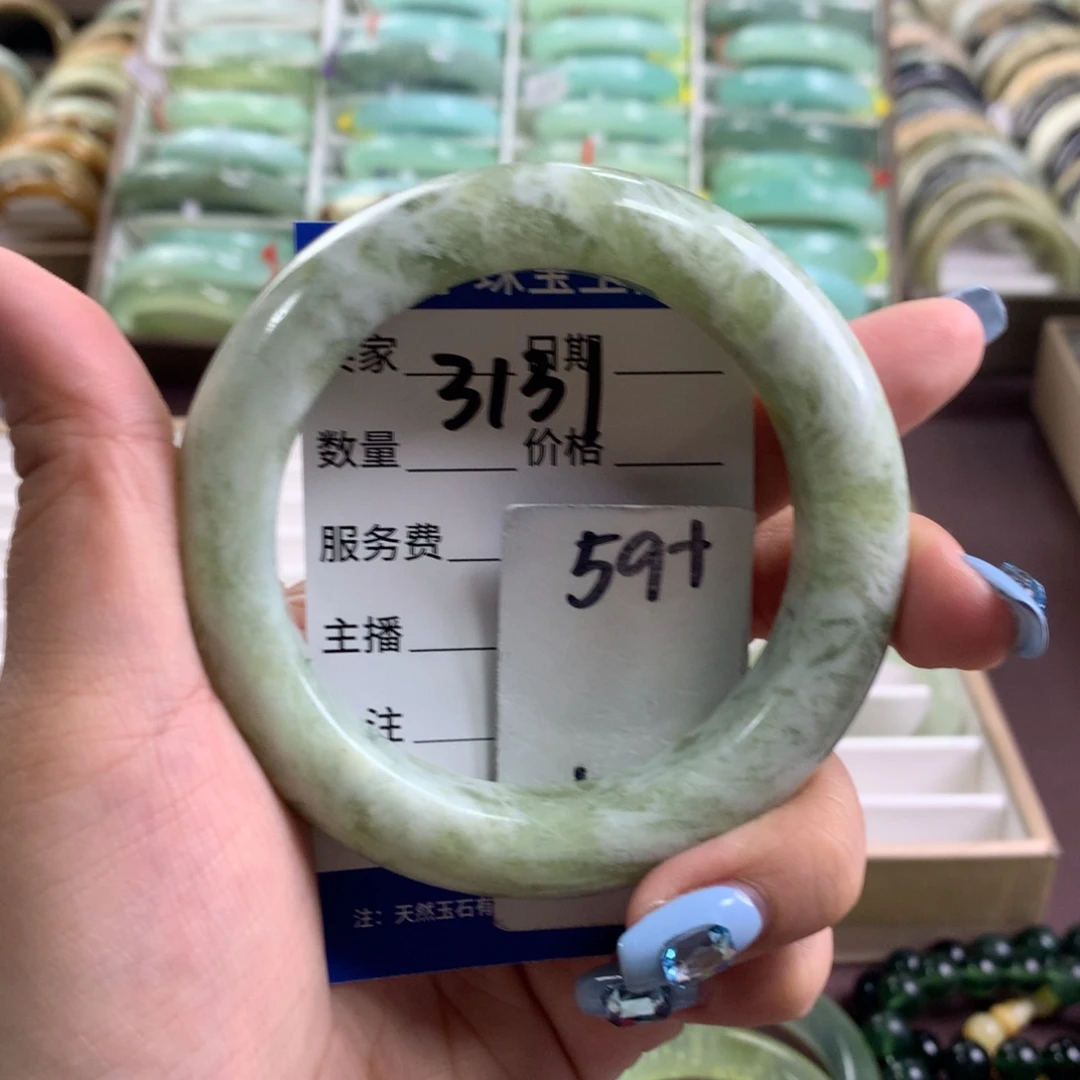 珠宝玉
家 日期
3131
数量 价格
服务费
59+
主播
注
注：天然玉石有